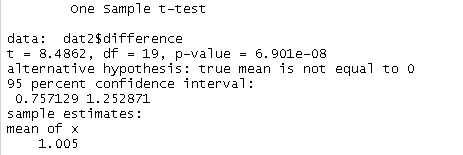 One Sample t-test
data: dat2$difference
t = 8.4862, df = 19, p-value = 6.901e-08
alternative hypothesis: true mean is not equal to 0
95 percent confidence interval:
0.757129 1.252871
sample estimates:
mean of x
1.005